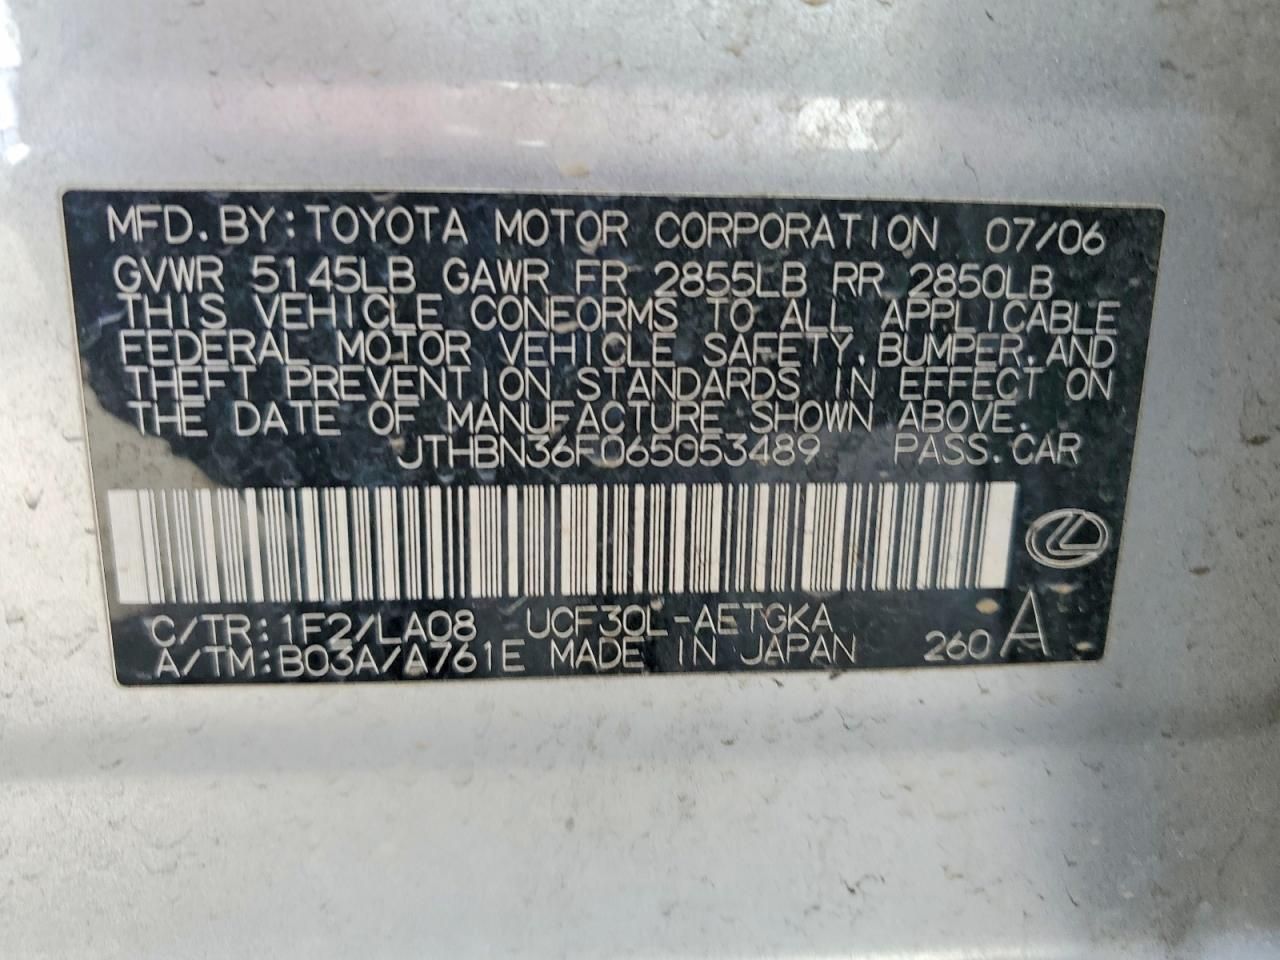 MFD. BY: TOYOTA MOTOR CORPORATION 07/06
GVWR 5145LB GAWR FR 2855LB RR 2850LB
THIS VEHICLE CONFORMS TO ALL APPLICABLE
FEDERAL MOTOR VEHICLE SAFETY, BUMPER, AND
THEFT PREVENTION STANDARDS IN EFFECT ON
THE DATE OF MANUFACTURE SHOWN ABOVE.
JTHBN36F065053489 PASS. CAR
C/TR: 1F2/LA08 UCF30L-AETGKA
A/TM: B03A/A761E MADE IN JAPAN 260 A